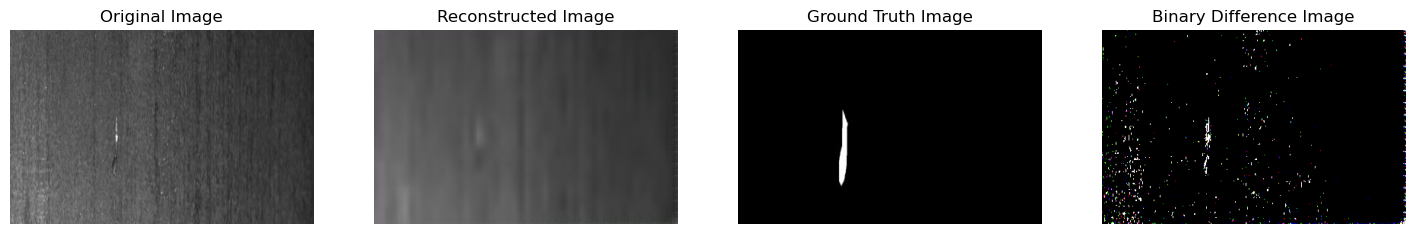 Original Image
Reconstructed Image
Ground Truth Image
Binary Difference Image